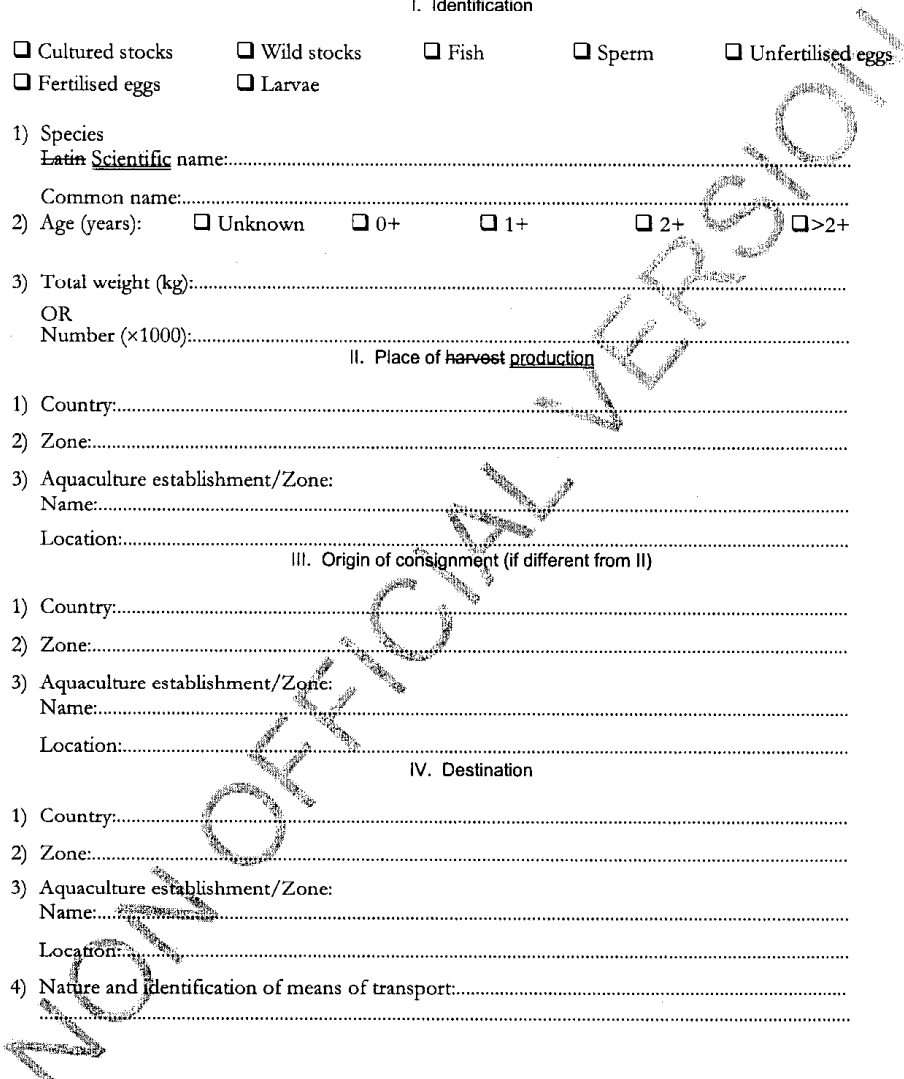 I. Identification
❑ Cultured stocks ❑ Wild stocks ❑ Fish ❑ Sperm ❑ Unfertilised eggs
❑ Fertilised eggs ❑ Larvae
1) Species
Latin Scientific name:
Common name:
2) Age (years): ❑ Unknown ❑ 0+ ❑ 1+ ❑ 2+ ❑ >2+
3) Total weight (kg):
OR
Number (×1000):
II. Place of harvest production
1) Country:
2) Zone:
3) Aquaculture establishment/Zone:
Name:
Location:
III. Origin of consignment (if different from II)
1) Country:
2) Zone:
3) Aquaculture establishment/Zone:
Name:
Location:
IV. Destination
1) Country:
2) Zone:
3) Aquaculture establishment/Zone:
Name:
Location:
4) Nature and identification of means of transport:
NON OFFICIAL VERSION